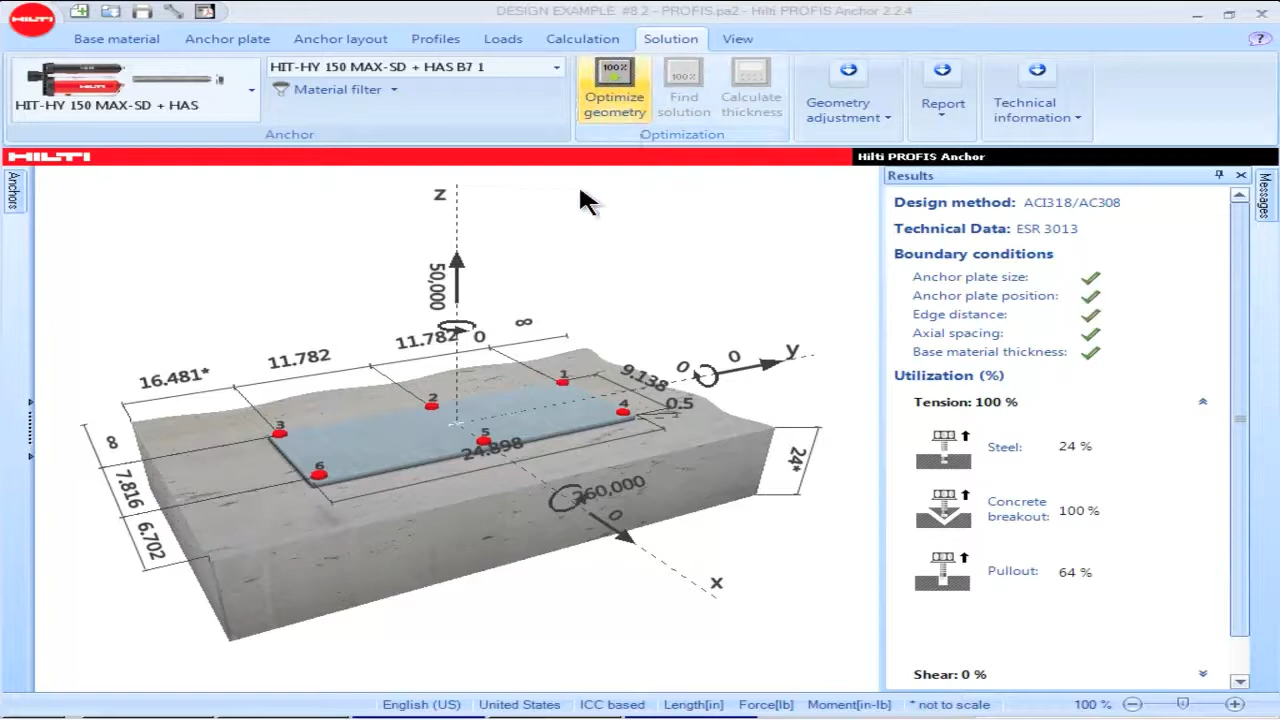 DESIGN EXAMPLE #8.2 - PROFIS.pa2 - Hilti PROFIS Anchor 2.2.4
HILTI
Base material Anchor plate Anchor layout Profiles Loads Calculation Solution View
HIT-HY 150 MAX-SD + HAS
HIT-HY 150 MAX-SD + HAS B7 1
Material filter
Anchor
100%
Optimize geometry
100%
Find solution
Calculate thickness
Optimization
Geometry adjustment
Report
Technical information
HILTI
Hilti PROFIS Anchor
Anchors
Messages
z
50,000
0
∞
11.782
11.782
16.481*
y
0
0
9.138
0.5
1
2
3
4
5
6
24.898
8
7.816
6.702
24*
260,000
0
x
Results
Design method: ACI318/AC308
Technical Data: ESR 3013
Boundary conditions
Anchor plate size:
Anchor plate position:
Edge distance:
Axial spacing:
Base material thickness:
Utilization (%)
Tension: 100 %
Steel: 24 %
Concrete breakout: 100 %
Pullout: 64 %
Shear: 0 %
English (US) United States ICC based Length[in] Force[lb] Moment[in-lb] * not to scale 100 %